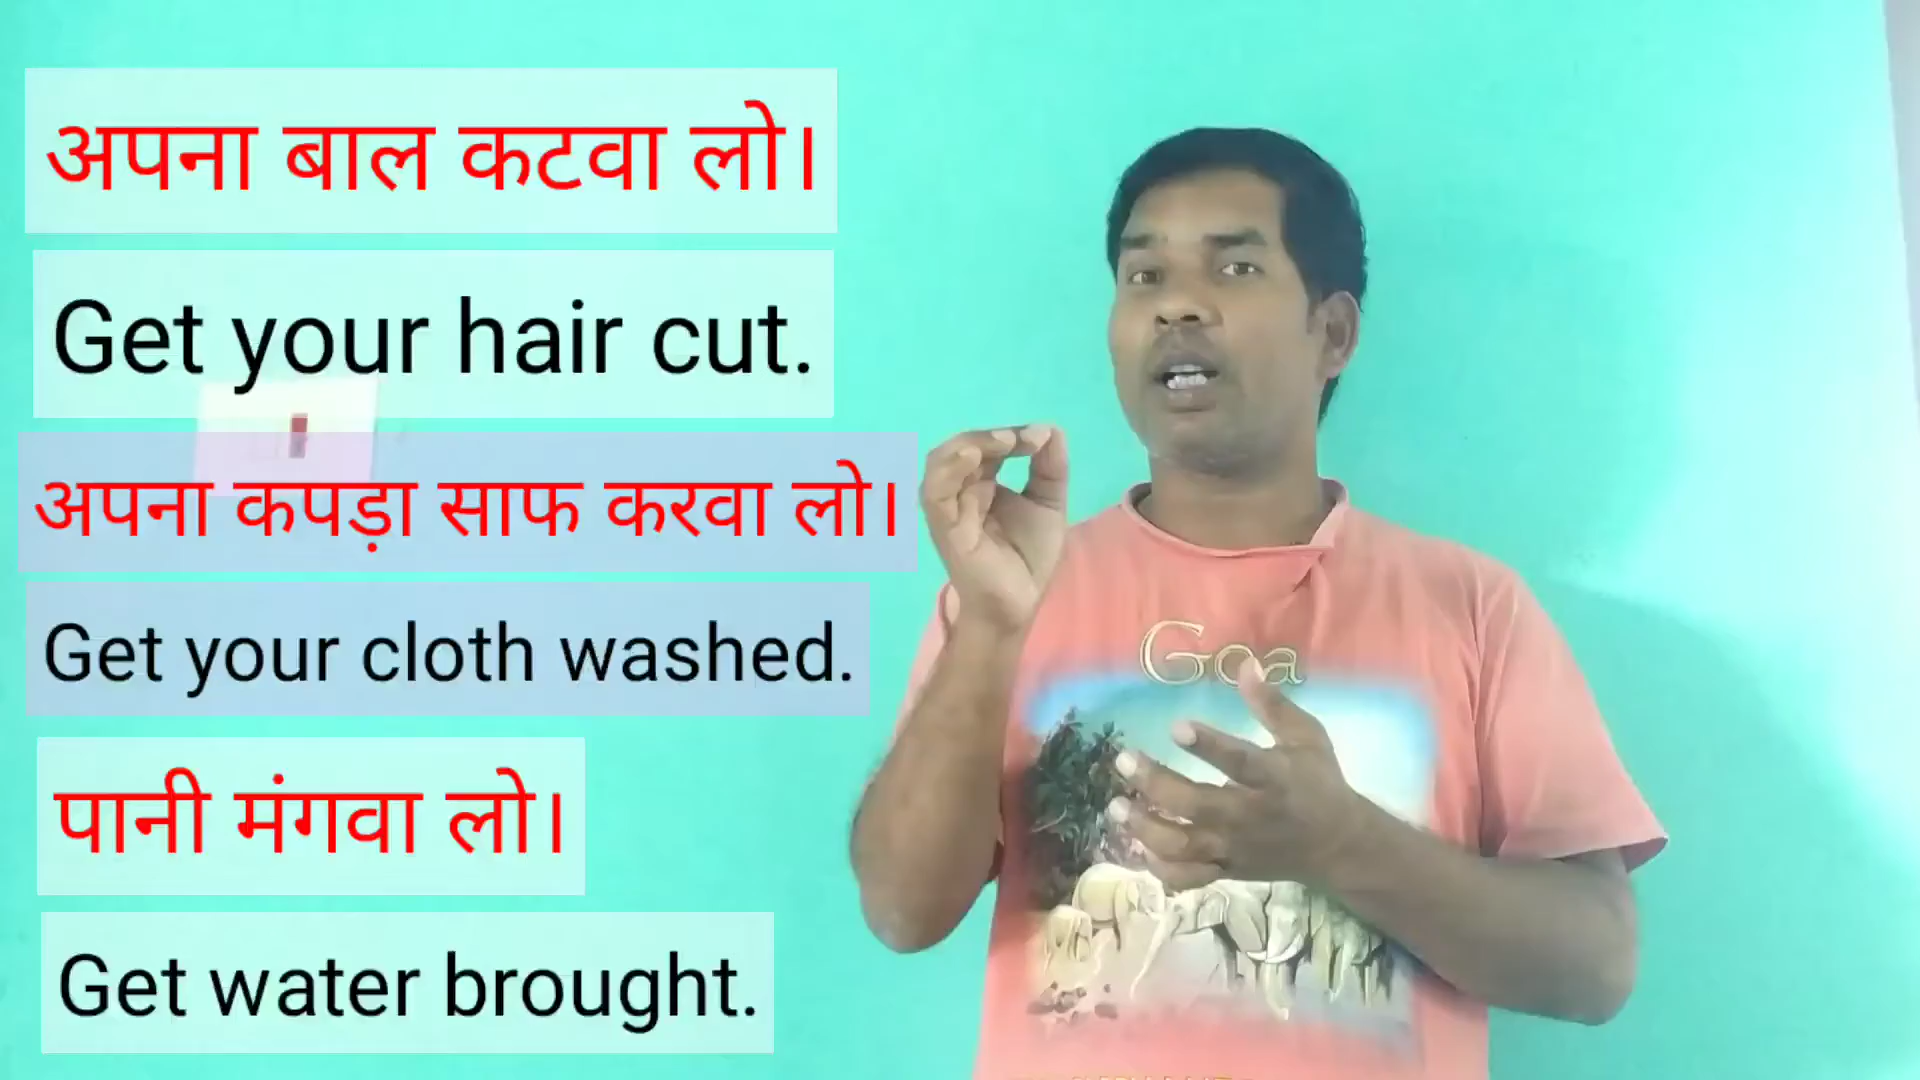 अपना बाल कटवा लो।
Get your hair cut.
अपना कपड़ा साफ करवा लो।
Get your cloth washed.
पानी मंगवा लो।
Get water brought.
Goa